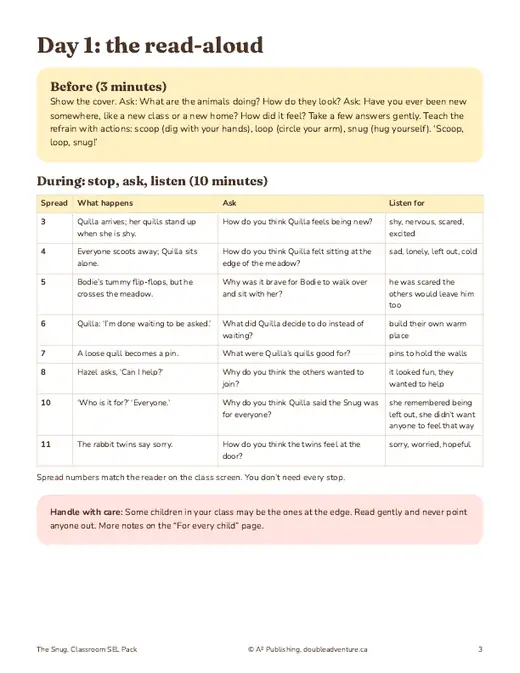 Day 1: the read-aloud
Before (3 minutes)
Show the cover. Ask: What are the animals doing? How do they look? Ask: Have you ever been new
somewhere, like a new class or a new home? How did it feel? Take a few answers gently. Teach the
refrain with actions: scoop (dig with your hands), loop (circle your arm), snug (hug yourself). ‘Scoop,
loop, snug!’
During: stop, ask, listen (10 minutes)
Spread What happens Ask Listen for
3 Quilla arrives; her quills stand up How do you think Quilla feels being new? shy, nervous, scared,
when she is shy. excited
4 Everyone scoots away; Quilla sits How do you think Quilla felt sitting at the sad, lonely, left out, cold
alone. edge of the meadow?
5 Bodie’s tummy flip-flops, but he Why was it brave for Bodie to walk over he was scared the
crosses the meadow. and sit with her? others would leave him
too
6 Quilla: ‘I’m done waiting to be asked.’ What did Quilla decide to do instead of build their own warm
waiting? place
7 A loose quill becomes a pin. What were Quilla’s quills good for? pins to hold the walls
8 Hazel asks, ‘Can I help?’ Why do you think the others wanted to it looked fun, they
join? wanted to help
10 ‘Who is it for?’ ‘Everyone.’ Why do you think Quilla said the Snug was she remembered being
for everyone? left out, she didn’t want
anyone to feel that way
11 The rabbit twins say sorry. How do you think the twins feel at the sorry, worried, hopeful
door?
Spread numbers match the reader on the class screen. You don’t need every stop.
Handle with care: Some children in your class may be the ones at the edge. Read gently and never point
anyone out. More notes on the “For every child” page.
The Snug, Classroom SEL Pack © A² Publishing, doubleadventure.ca 3